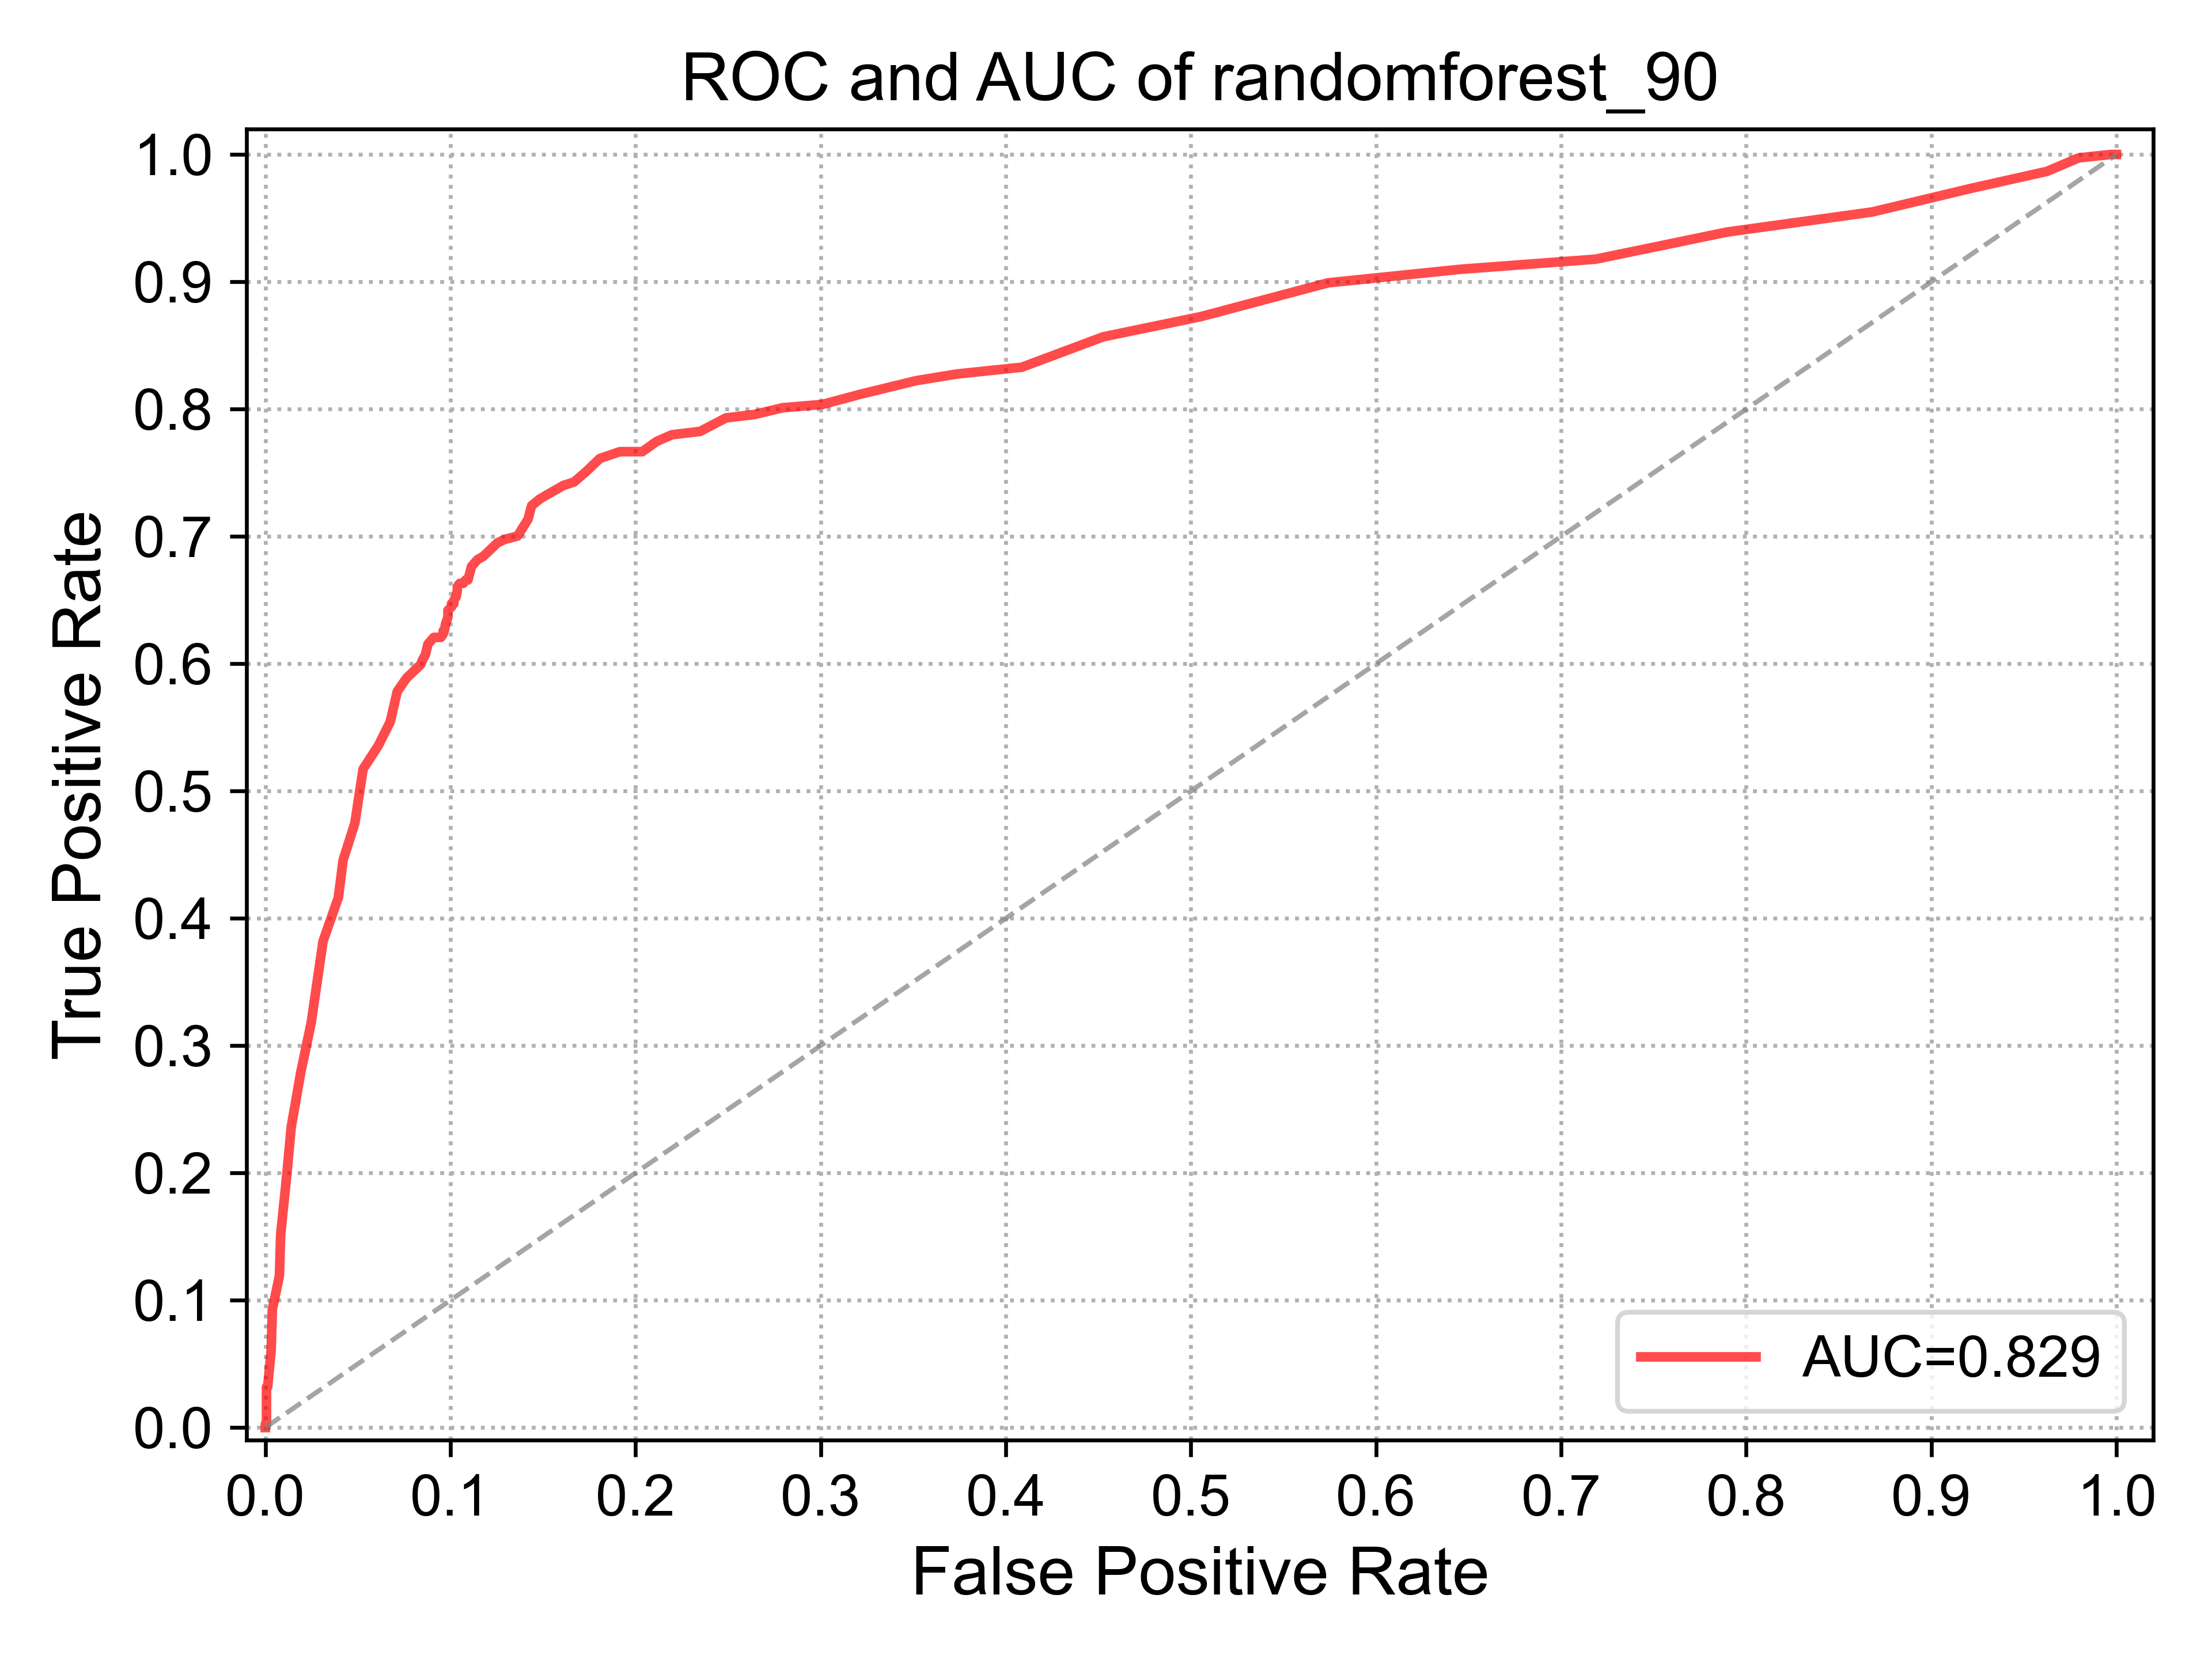 ROC and AUC of randomforest_90
1.0
0.9
0.8
0.7
0.6
0.5
0.4
0.3
0.2
0.1
0.0
True Positive Rate
AUC=0.829
0.0 0.1 0.2 0.3 0.4 0.5 0.6 0.7 0.8 0.9 1.0
False Positive Rate